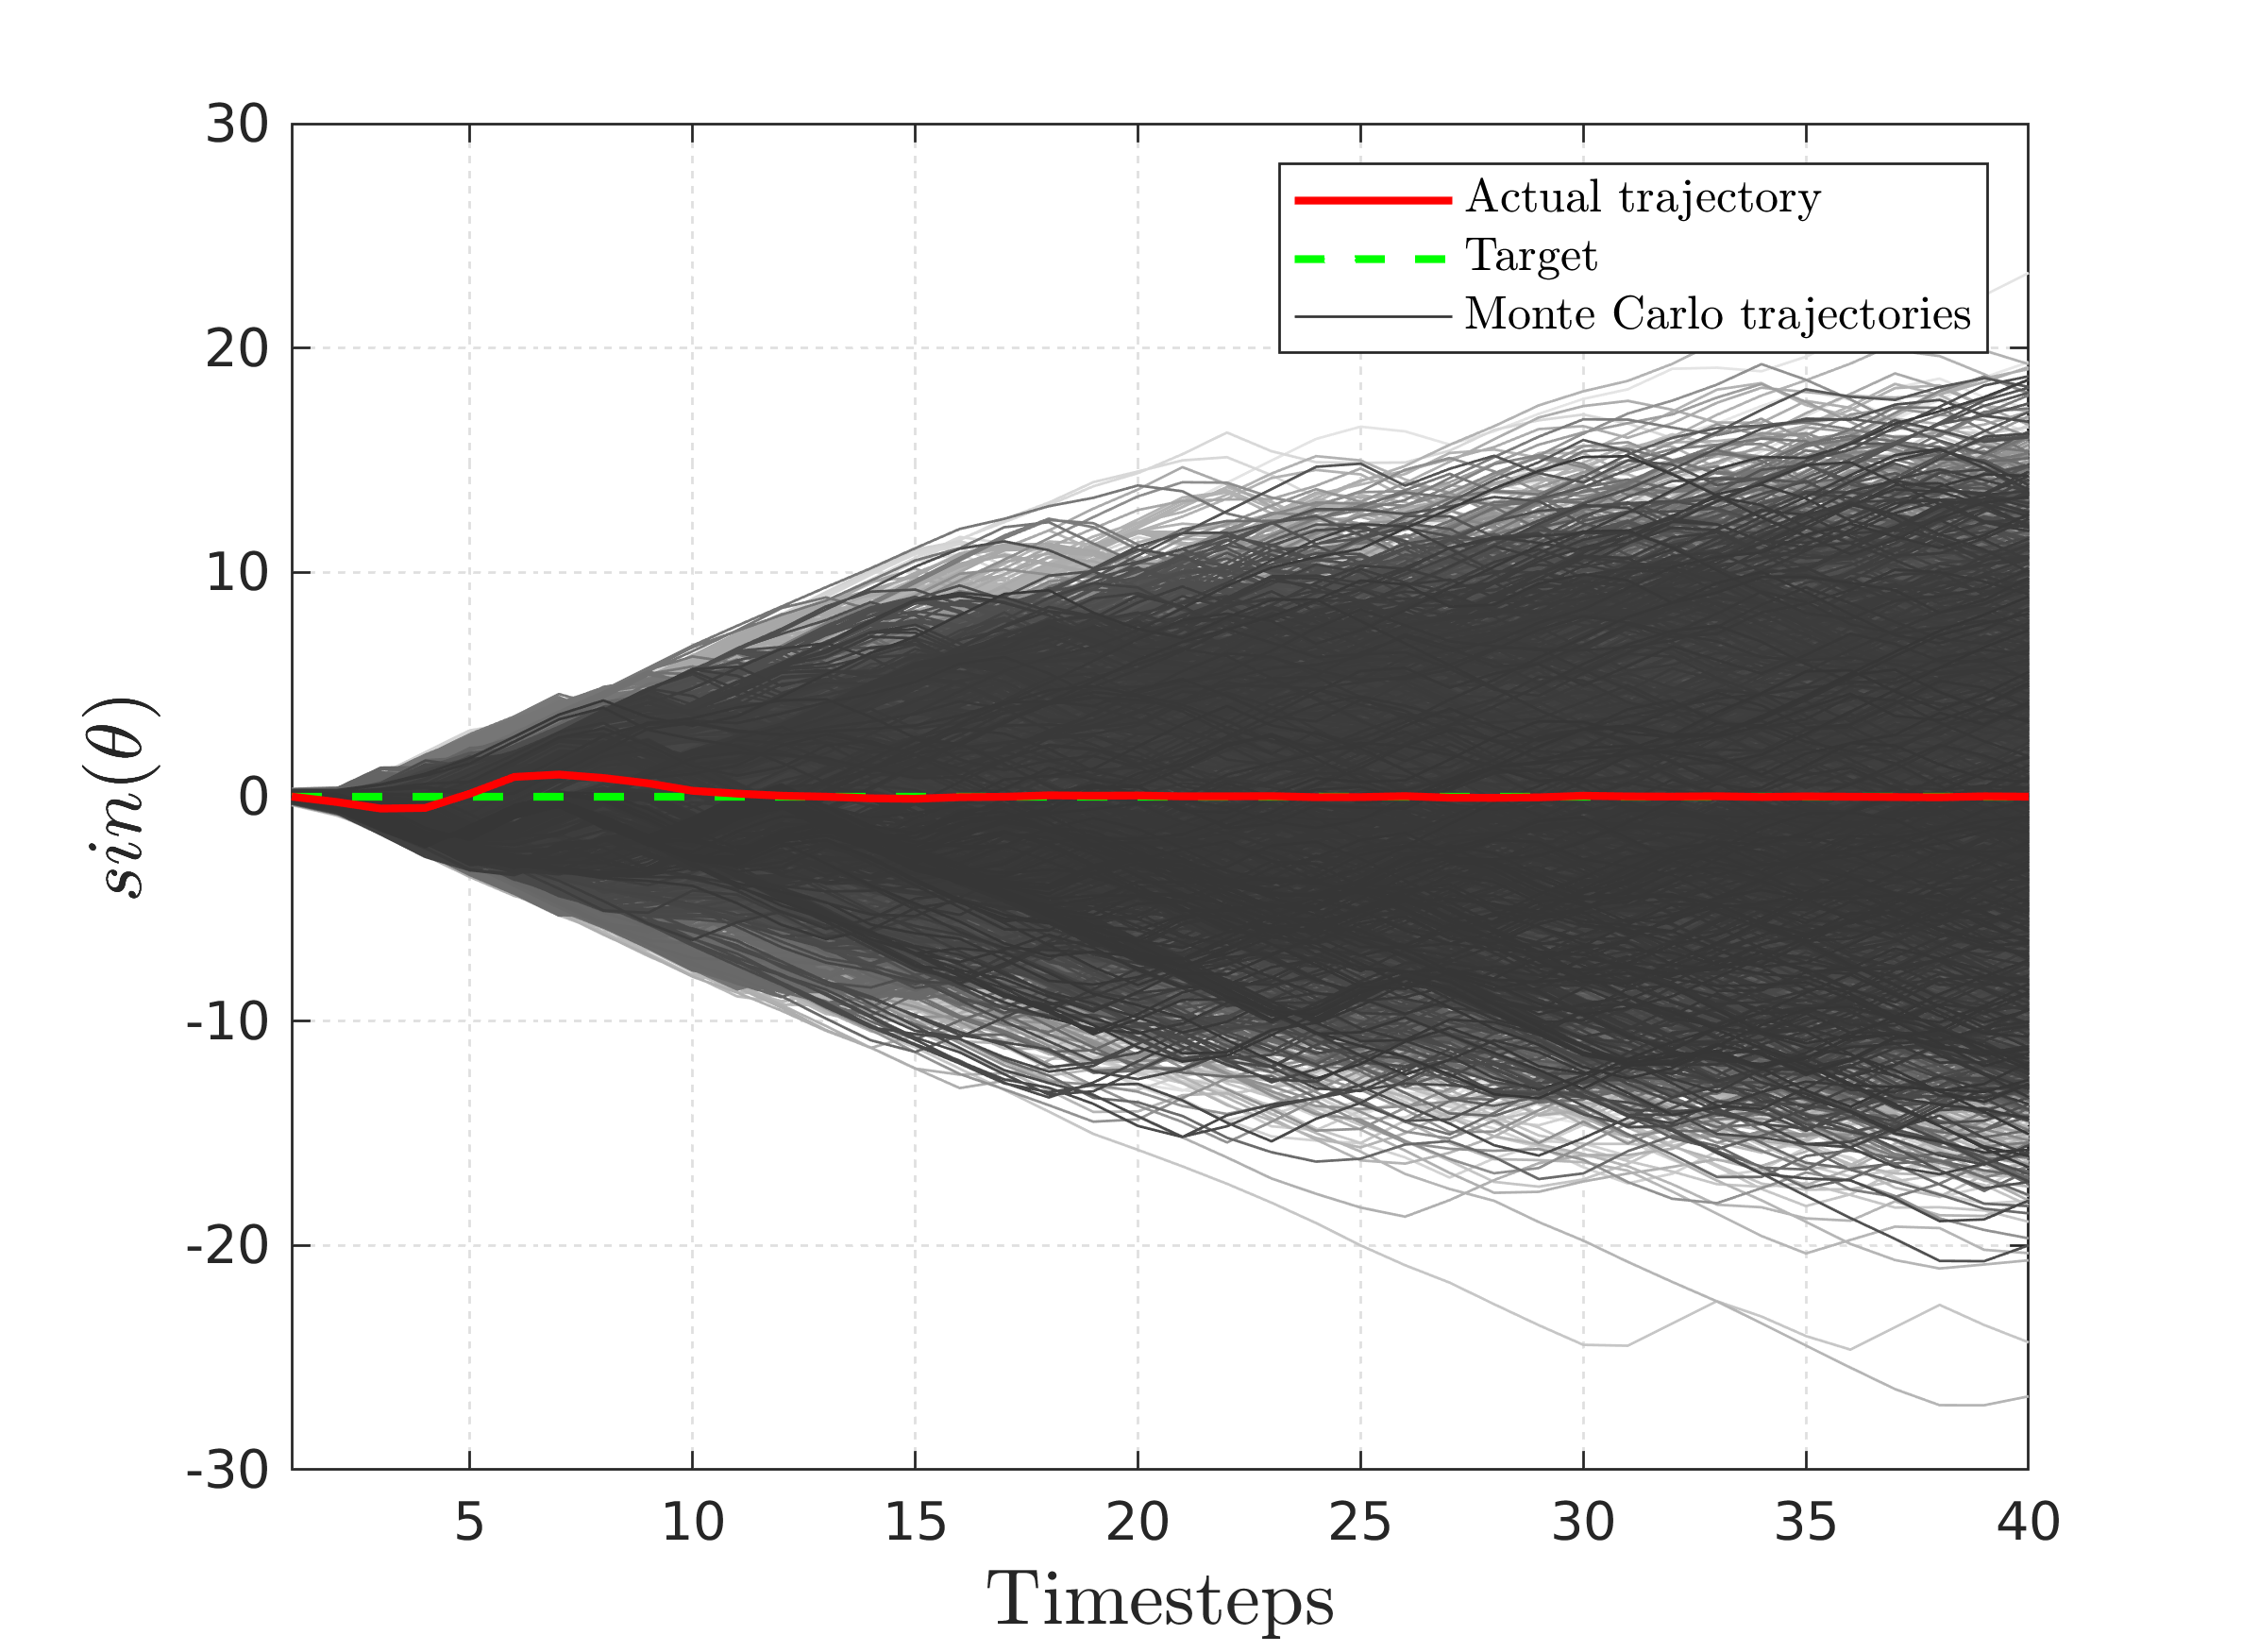 30
20
10
0
-10
-20
-30
sin(θ)
Actual trajectory
Target
Monte Carlo trajectories
5 10 15 20 25 30 35 40
Timesteps